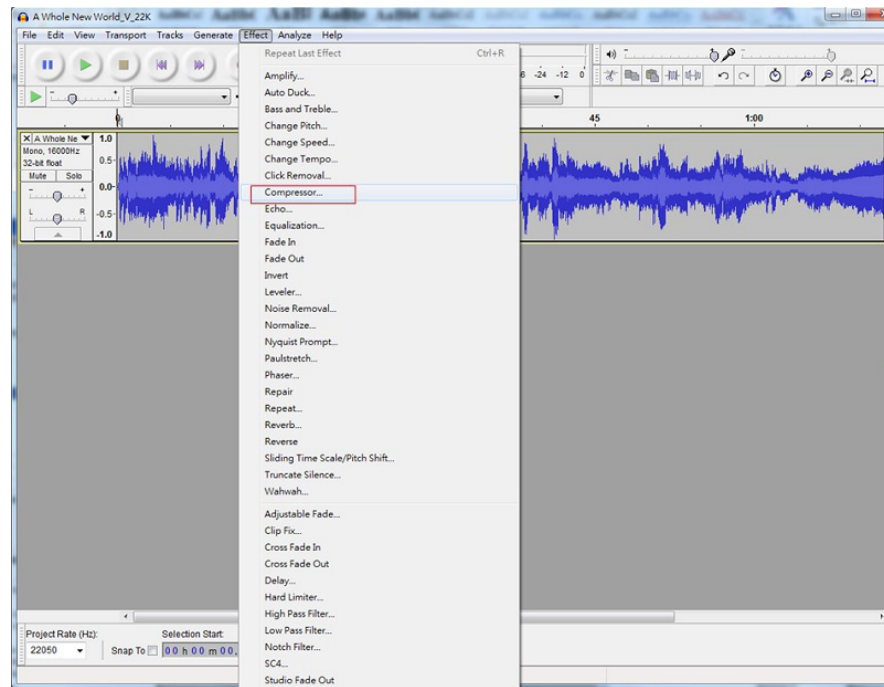 A Whole New World_V_22K
File Edit View Transport Tracks Generate Effect Analyze Help
Repeat Last Effect Ctrl+R
Amplify...
Auto Duck...
Bass and Treble...
Change Pitch...
Change Speed...
Change Tempo...
Click Removal...
Compressor...
Echo...
Equalization...
Fade In
Fade Out
Invert
Leveler...
Noise Removal...
Normalize...
Nyquist Prompt...
Paulstretch...
Phaser...
Repair
Repeat...
Reverb...
Reverse
Sliding Time Scale/Pitch Shift...
Truncate Silence...
Wahwah...
Adjustable Fade...
Clip Fix...
Cross Fade In
Cross Fade Out
Delay...
Hard Limiter...
High Pass Filter...
Low Pass Filter...
Notch Filter...
SC4...
Studio Fade Out
-24 -12 0
0 45 1:00
X A Whole Ne 1.0
Mono, 16000Hz
32-bit float 0.5
Mute Solo
- + 0.0
L R -0.5
-1.0
Project Rate (Hz): Selection Start:
22050 Snap To 00 h 00 m 00.